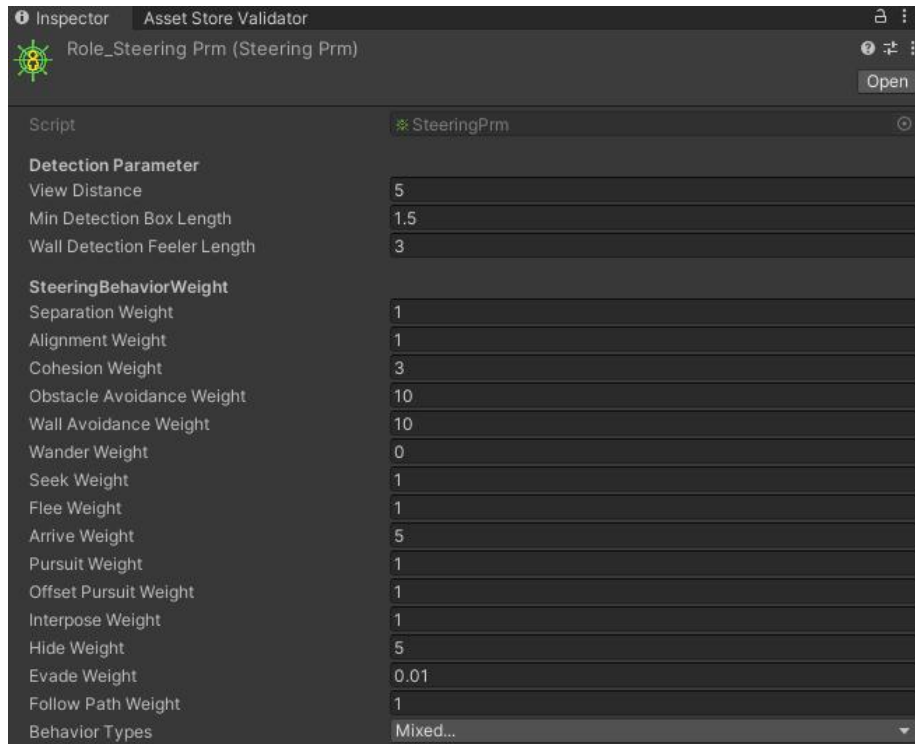 Inspector Asset Store Validator
Role_Steering Prm (Steering Prm)
Open
Script SteeringPrm
Detection Parameter
View Distance 5
Min Detection Box Length 1.5
Wall Detection Feeler Length 3
SteeringBehaviorWeight
Separation Weight 1
Alignment Weight 1
Cohesion Weight 3
Obstacle Avoidance Weight 10
Wall Avoidance Weight 10
Wander Weight 0
Seek Weight 1
Flee Weight 1
Arrive Weight 5
Pursuit Weight 1
Offset Pursuit Weight 1
Interpose Weight 1
Hide Weight 5
Evade Weight 0.01
Follow Path Weight 1
Behavior Types Mixed...